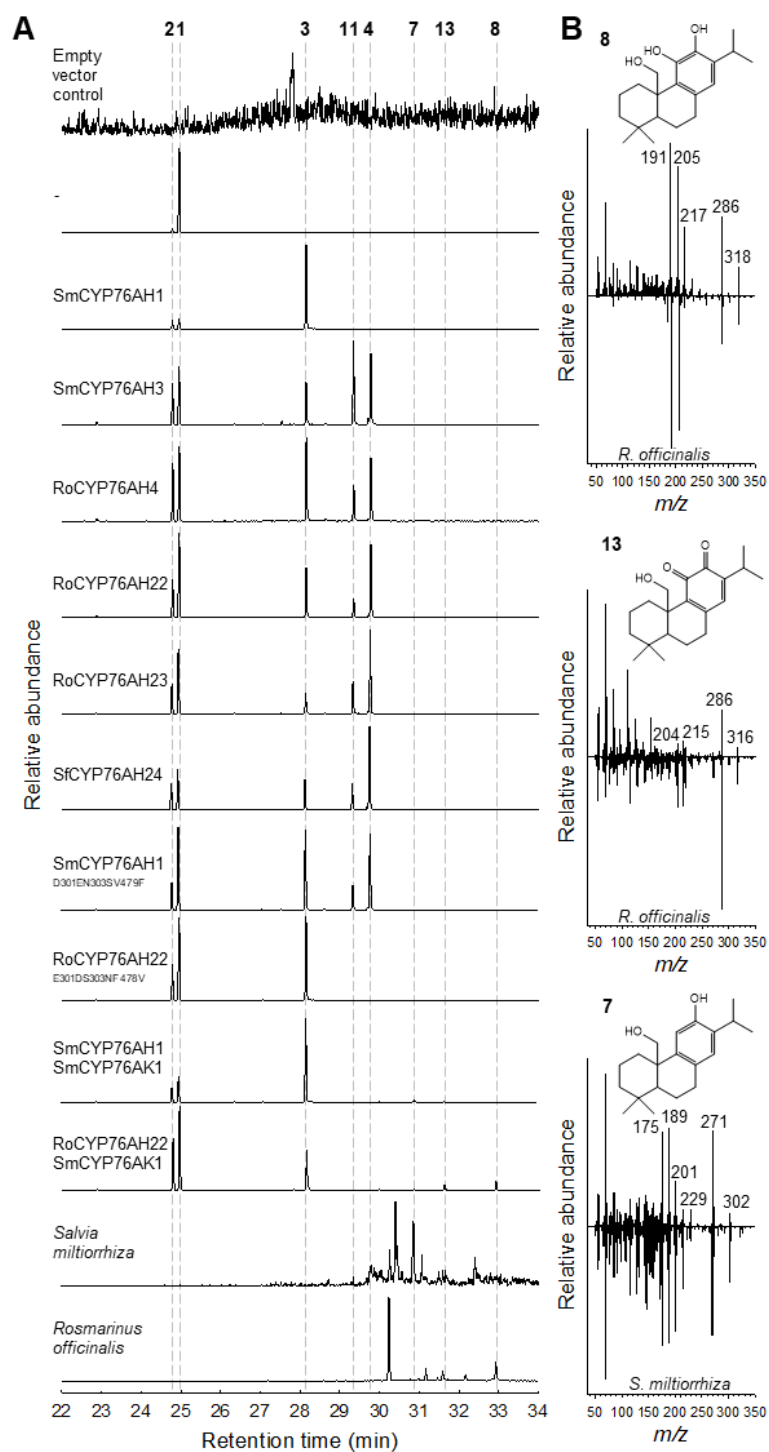 A
2 1 3 11 4 7 13 8
Empty
vector
control
-
SmCYP76AH1
SmCYP76AH3
RoCYP76AH4
RoCYP76AH22
RoCYP76AH23
SfCYP76AH24
SmCYP76AH1
D301EN303SV479F
RoCYP76AH22
E301DS303NF478V
SmCYP76AH1
SmCYP76AK1
RoCYP76AH22
SmCYP76AK1
Salvia
miltiorrhiza
Rosmarinus
officinalis
Relative abundance
22 23 24 25 26 27 28 29 30 31 32 33 34
Retention time (min)
B
8
OH
HO OH
HO
191 205
217 286
318
Relative abundance
R. officinalis
50 100 150 200 250 300 350
m/z
13
O
O
HO
286
204 215 316
Relative abundance
R. officinalis
50 100 150 200 250 300 350
m/z
7
OH
HO
175 189 271
201
229 302
Relative abundance
S. miltiorrhiza
50 100 150 200 250 300 350
m/z